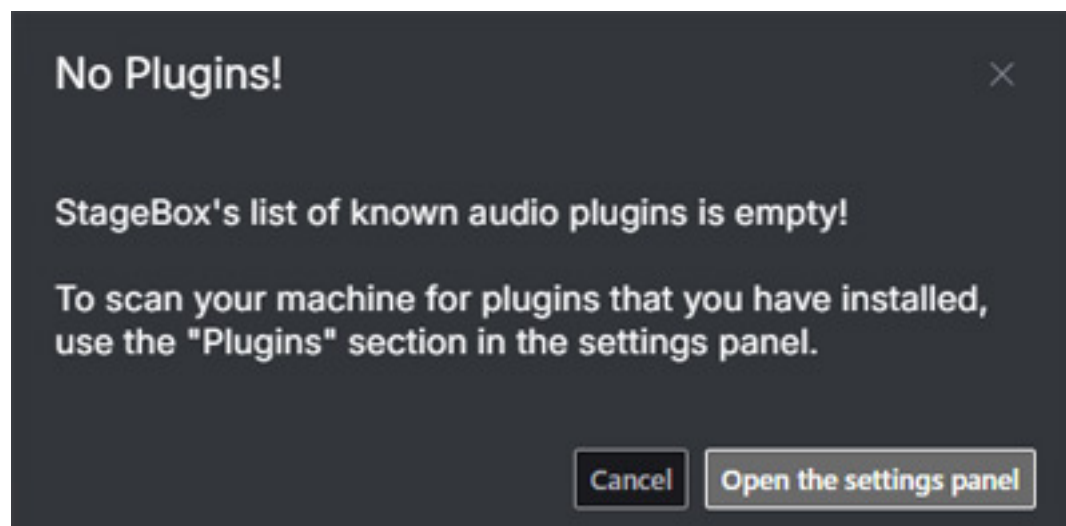 No Plugins!
StageBox's list of known audio plugins is empty!
To scan your machine for plugins that you have installed,
use the "Plugins" section in the settings panel.
Cancel
Open the settings panel